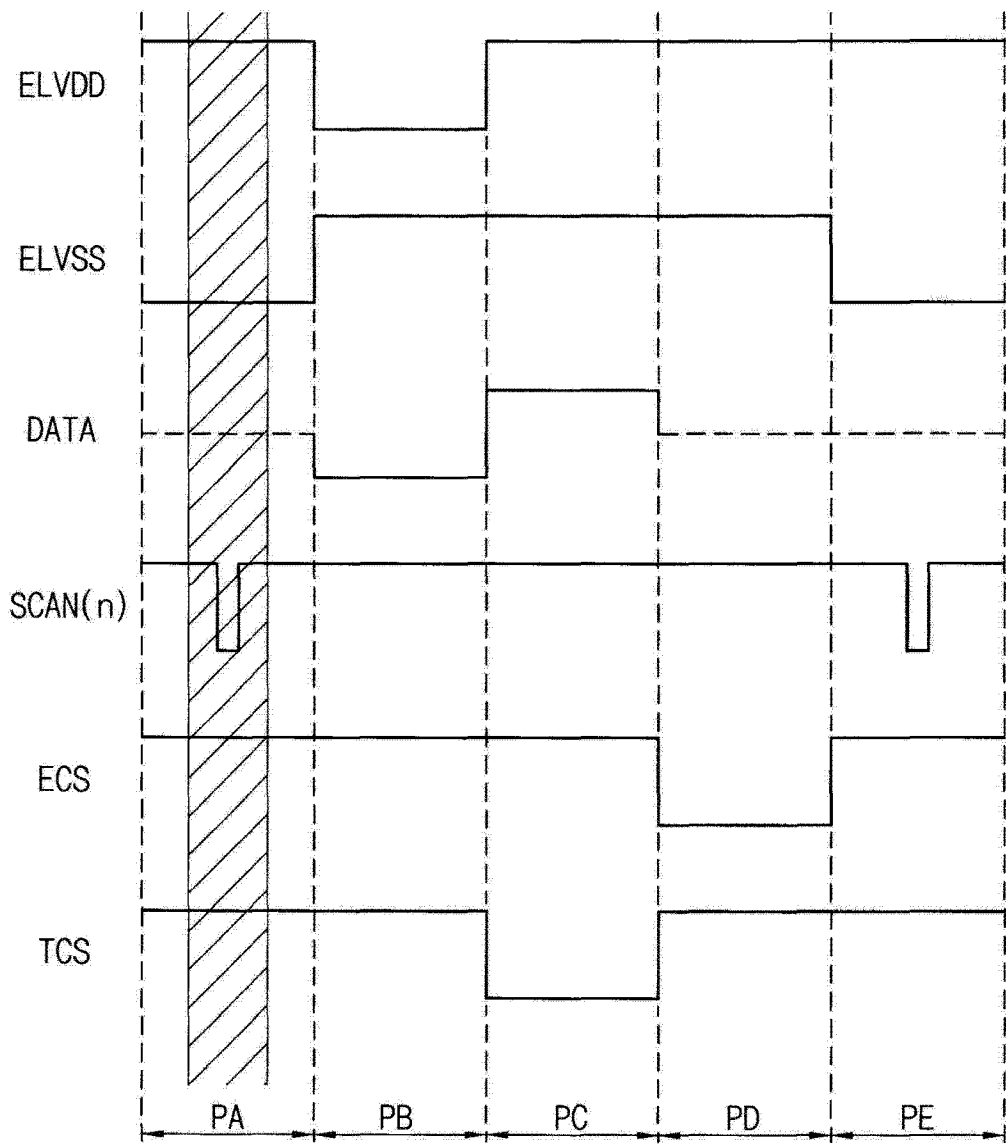 ELVDD
ELVSS
DATA
SCAN(n)
ECS
TCS
PA PB PC PD PE